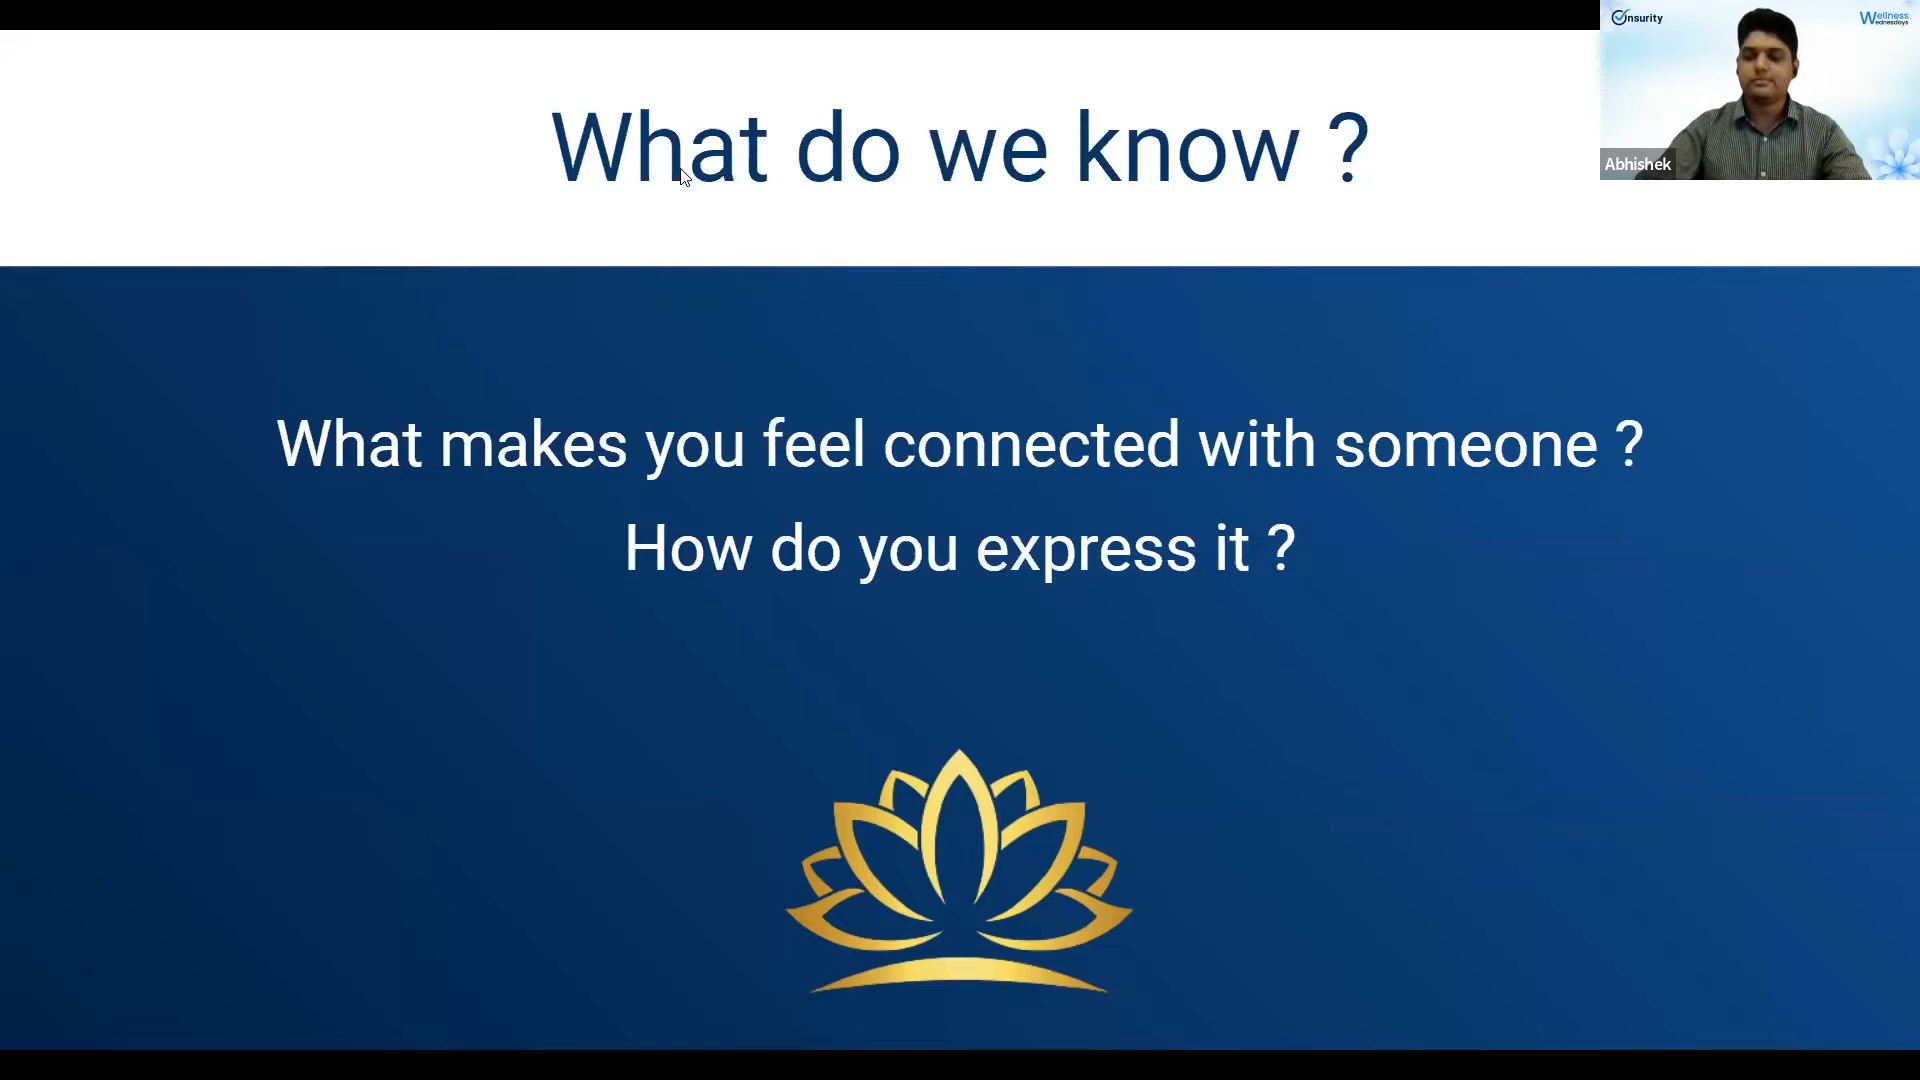 Onsurity
Wellness
Wednesdays
What do we know ?
Abhishek
What makes you feel connected with someone ?
How do you express it ?